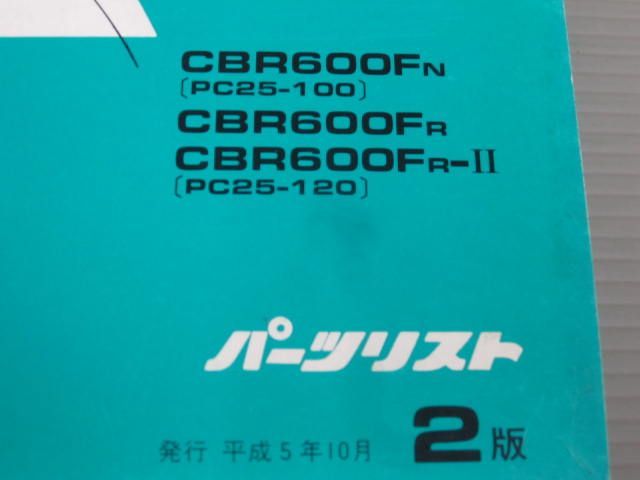 CBR600FN
〔PC25-100〕
CBR600FR
CBR600FR-II
〔PC25-120〕
パーツリスト
発行 平成5年10月 2版